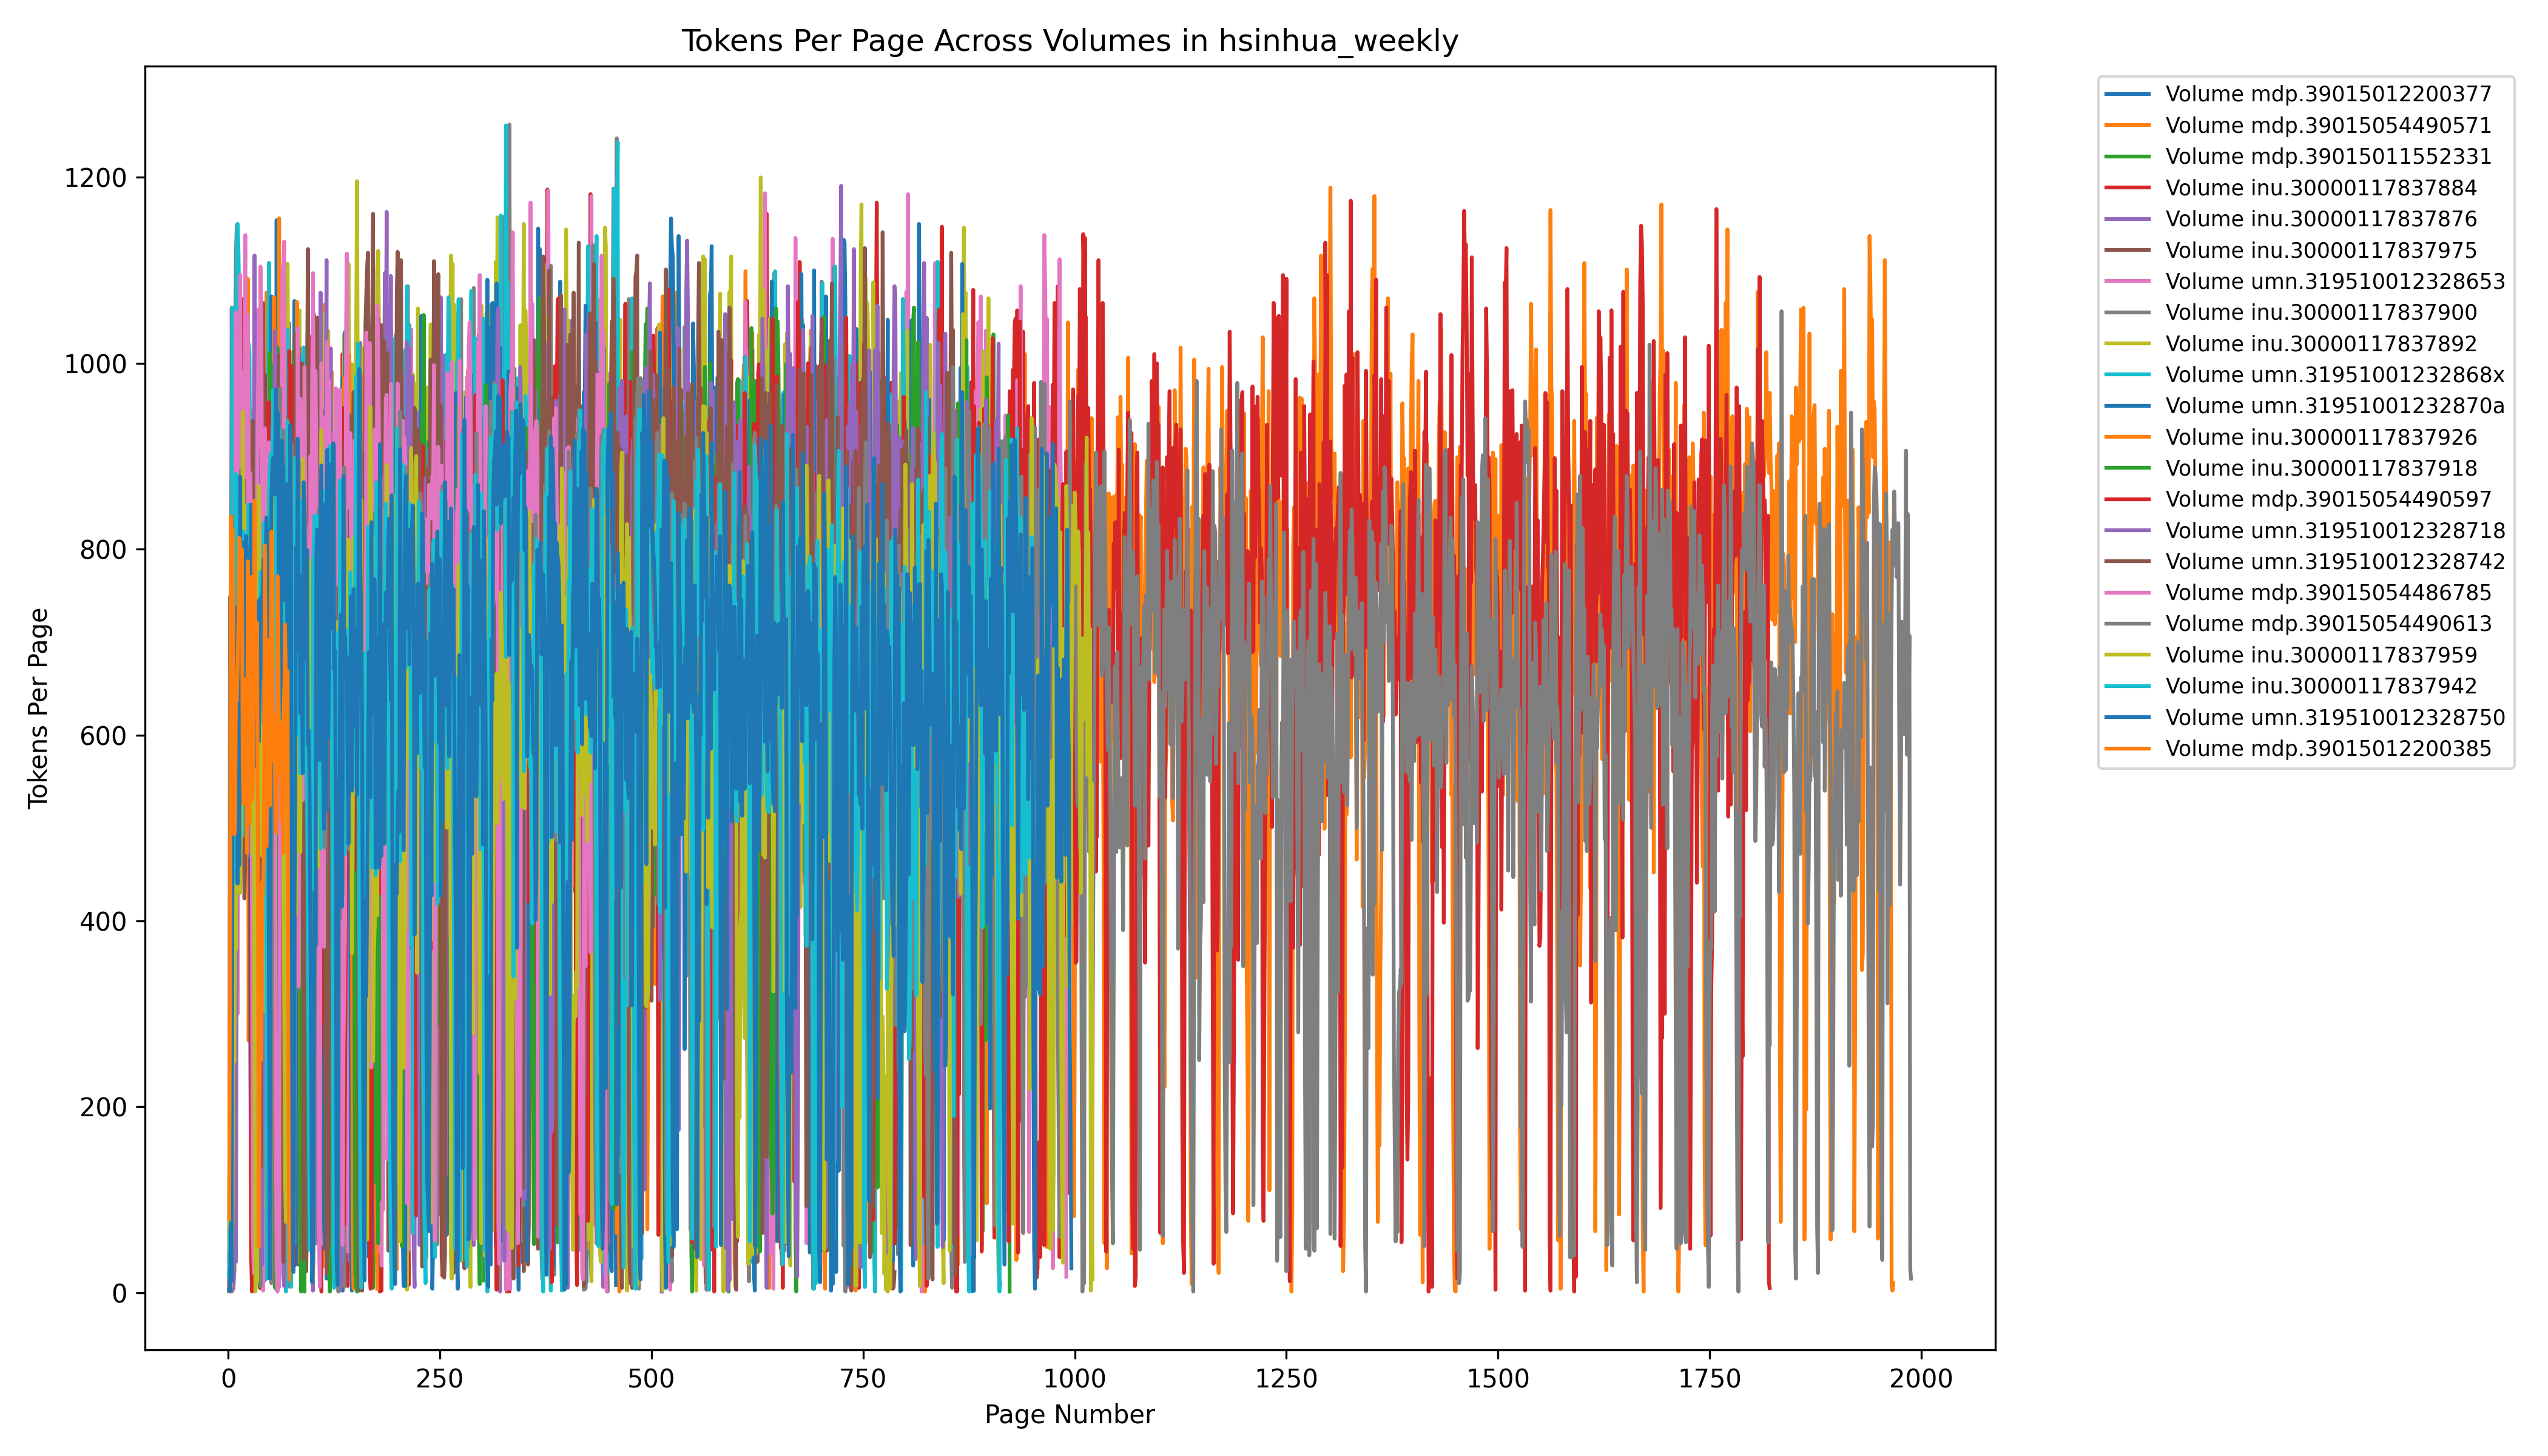 Tokens Per Page Across Volumes in hsinhua_weekly
Tokens Per Page
1200
1000
800
600
400
200
0
0 250 500 750 1000 1250 1500 1750 2000
Page Number
Volume mdp.39015012200377
Volume mdp.39015054490571
Volume mdp.39015011552331
Volume inu.30000117837884
Volume inu.30000117837876
Volume inu.30000117837975
Volume umn.319510012328653
Volume inu.30000117837900
Volume inu.30000117837892
Volume umn.31951001232868x
Volume umn.31951001232870a
Volume inu.30000117837926
Volume inu.30000117837918
Volume mdp.39015054490597
Volume umn.319510012328718
Volume umn.319510012328742
Volume mdp.39015054486785
Volume mdp.39015054490613
Volume inu.30000117837959
Volume inu.30000117837942
Volume umn.319510012328750
Volume mdp.39015012200385